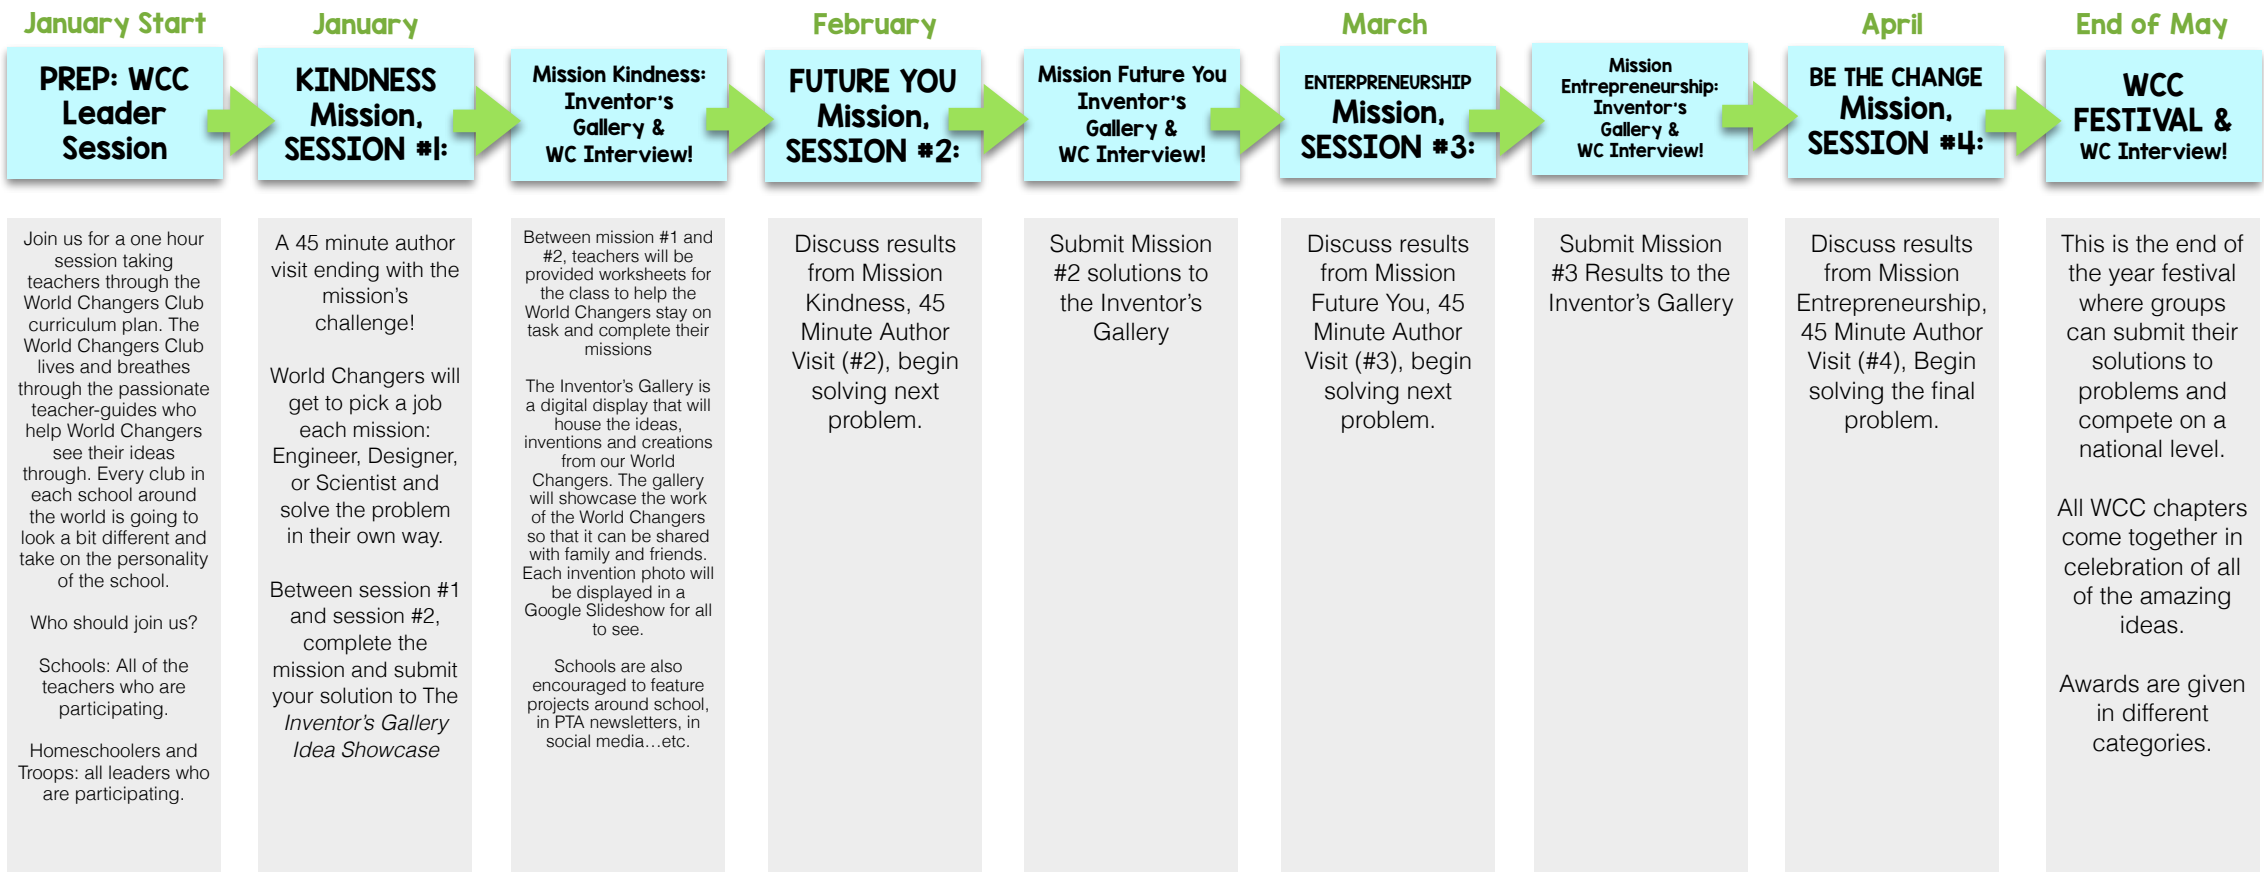 January Start
January
February
March
April
End of May
PREP: WCC
Leader
Session
KINDNESS
Mission,
SESSION #1:
Mission Kindness:
Inventor's
Gallery &
WC Interview!
FUTURE YOU
Mission,
SESSION #2:
Mission Future You
Inventor's
Gallery &
WC Interview!
ENTERPRENEURSHIP
Mission,
SESSION #3:
Mission
Entrepreneurship:
Inventor's
Gallery &
WC Interview!
BE THE CHANGE
Mission,
SESSION #4:
WCC
FESTIVAL &
WC Interview!
Join us for a one hour
session taking
teachers through the
World Changers Club
curriculum plan. The
World Changers Club
lives and breathes
through the passionate
teacher-guides who
help World Changers
see their ideas
through. Every club in
each school around
the world is going to
look a bit different and
take on the personality
of the school.
Who should join us?
Schools: All of the
teachers who are
participating.
Homeschoolers and
Troops: all leaders who
are participating.
A 45 minute author
visit ending with the
mission's
challenge!
World Changers will
get to pick a job
each mission:
Engineer, Designer,
or Scientist and
solve the problem
in their own way.
Between session #1
and session #2,
complete the
mission and submit
your solution to The
Inventor's Gallery
Idea Showcase
Between mission #1 and
#2, teachers will be
provided worksheets for
the class to help the
World Changers stay on
task and complete their
missions
The Inventor's Gallery is
a digital display that will
house the ideas,
inventions and creations
from our World
Changers. The gallery
will showcase the work
of the World Changers
so that it can be shared
with family and friends.
Each invention photo will
be displayed in a
Google Slideshow for all
to see.
Schools are also
encouraged to feature
projects around school,
in PTA newsletters, in
social media…etc.
Discuss results
from Mission
Kindness, 45
Minute Author
Visit (#2), begin
solving next
problem.
Submit Mission
#2 solutions to
the Inventor's
Gallery
Discuss results
from Mission
Future You, 45
Minute Author
Visit (#3), begin
solving next
problem.
Submit Mission
#3 Results to the
Inventor's Gallery
Discuss results
from Mission
Entrepreneurship,
45 Minute Author
Visit (#4), Begin
solving the final
problem.
This is the end of
the year festival
where groups
can submit their
solutions to
problems and
compete on a
national level.
All WCC chapters
come together in
celebration of all
of the amazing
ideas.
Awards are given
in different
categories.